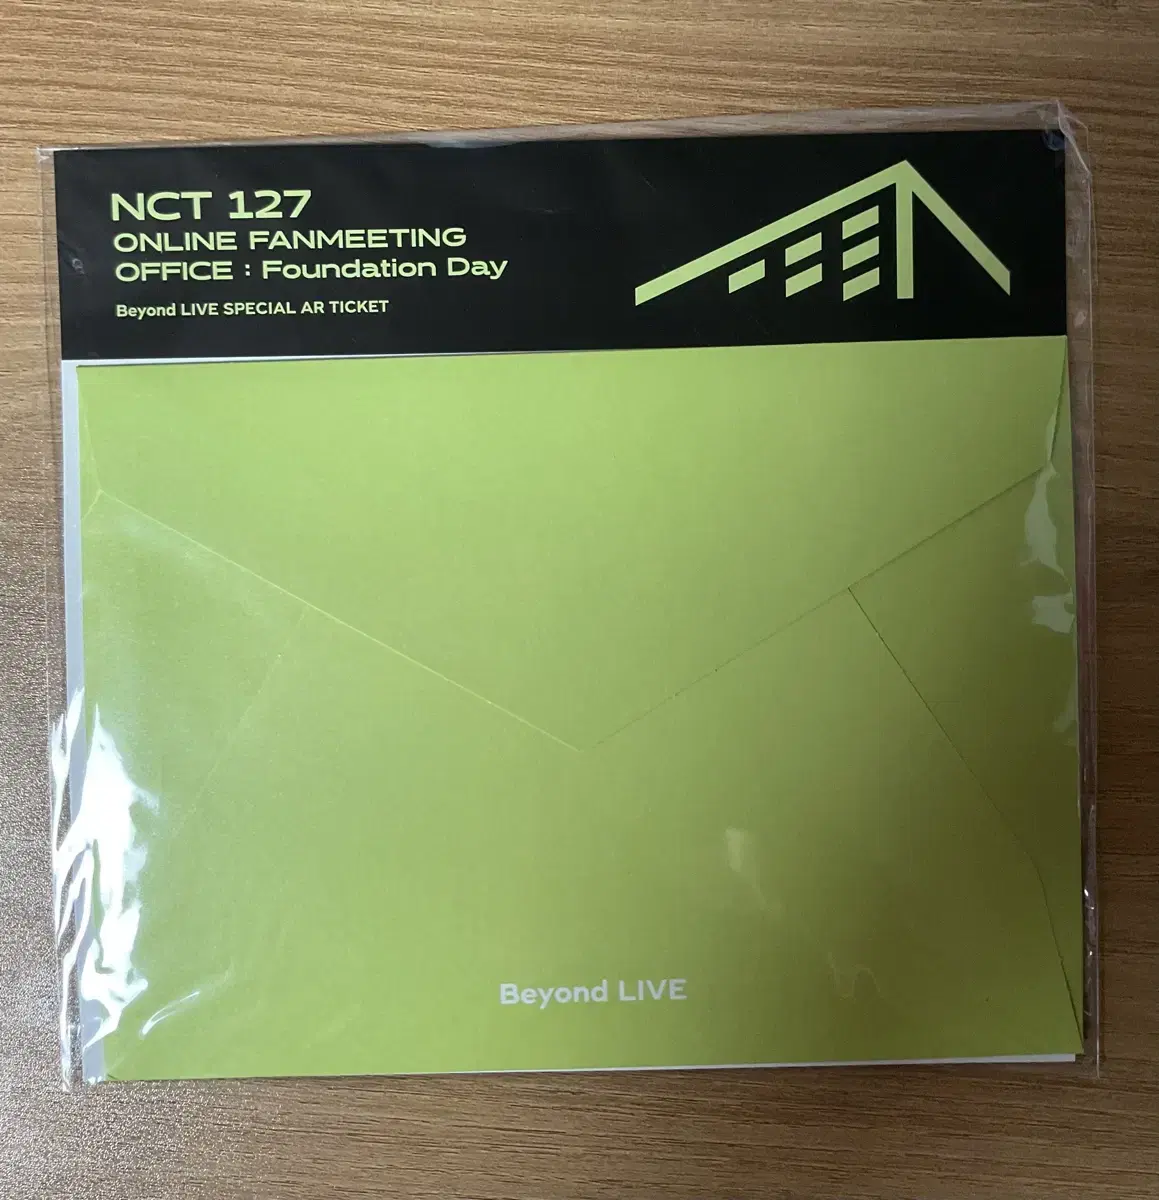 NCT 127
ONLINE FANMEETING
OFFICE : Foundation Day
Beyond LIVE SPECIAL AR TICKET
Beyond LIVE